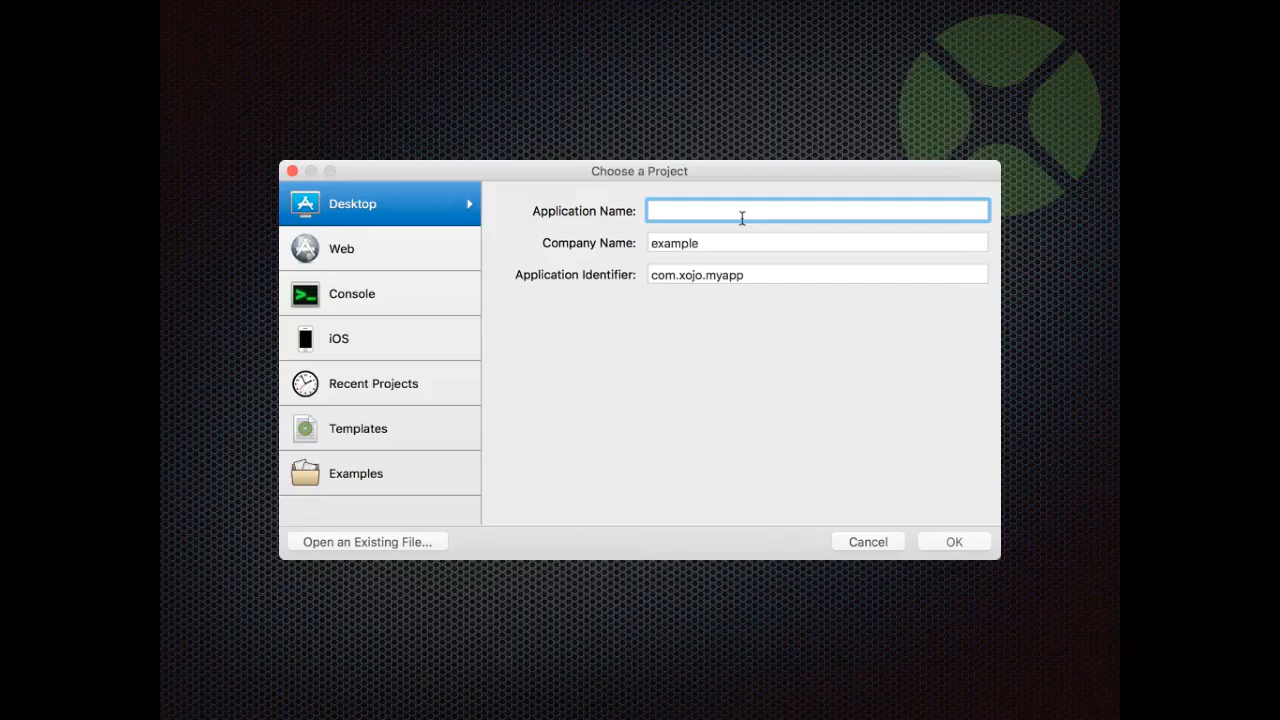 Choose a Project
Desktop
Web
Console
iOS
Recent Projects
Templates
Examples
Application Name:
Company Name: example
Application Identifier: com.xojo.myapp
Open an Existing File...
Cancel
OK